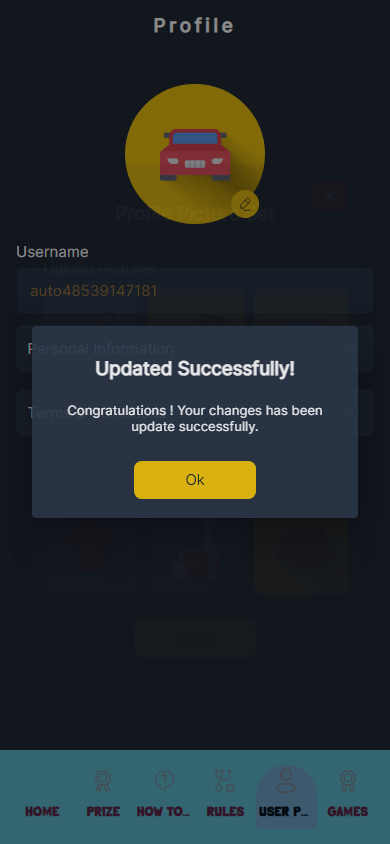 Profile
Profile Picture Set
Username
Upload Pictures
auto48539147181
Personal Information
Updated Successfully!
Congratulations ! Your changes has been
update successfully.
Ok
HOME
PRIZE
HOW TO...
RULES
USER P...
GAMES